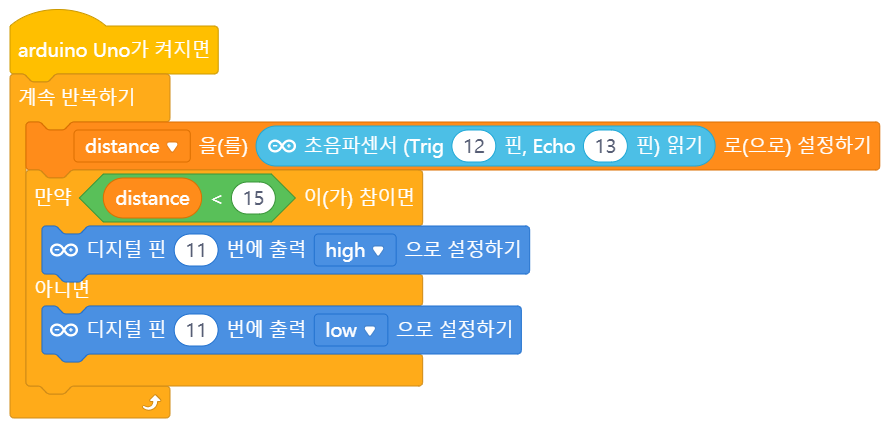 arduino Uno가 켜지면
계속 반복하기
distance 을(를) 초음파센서 (Trig 12 핀, Echo 13 핀) 읽기 로(으로) 설정하기
만약 distance < 15 이(가) 참이면
디지털 핀 11 번에 출력 high 으로 설정하기
아니면
디지털 핀 11 번에 출력 low 으로 설정하기